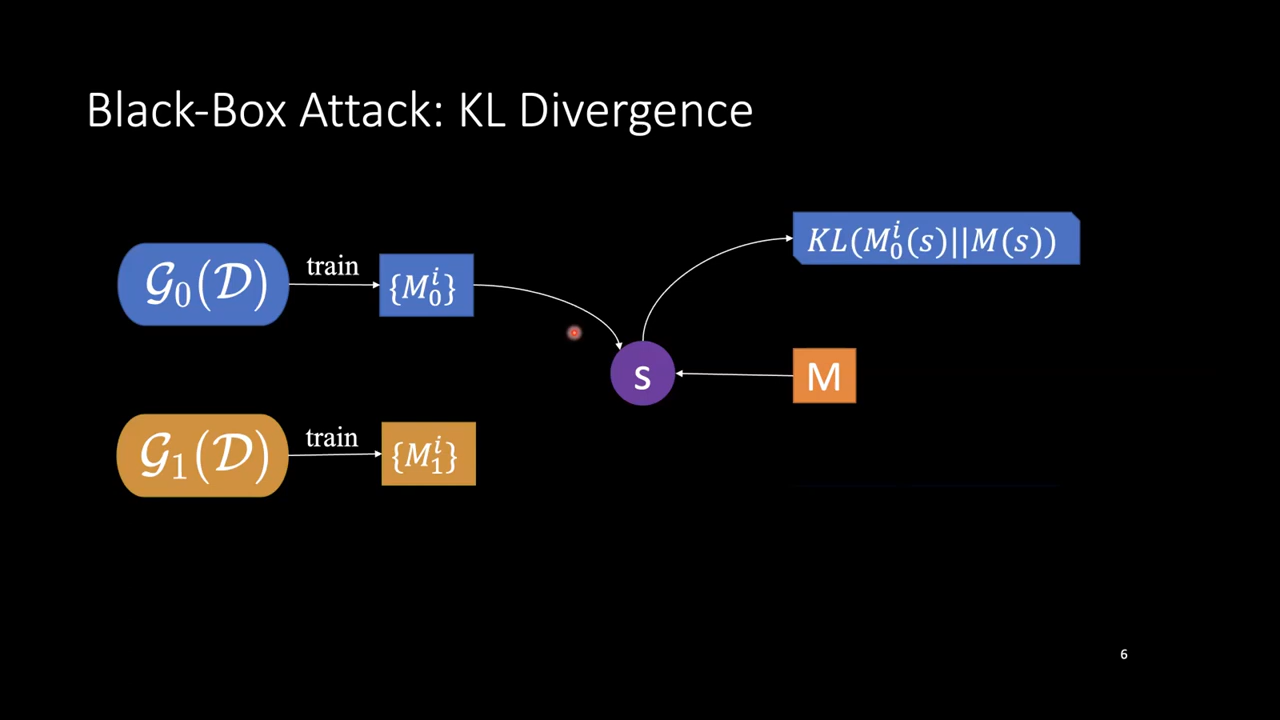 Black-Box Attack: KL Divergence
𝒢₀(𝒟)
train
{M₀ⁱ}
KL(M₀ⁱ(s)||M(s))
s
M
𝒢₁(𝒟)
train
{M₁ⁱ}
6